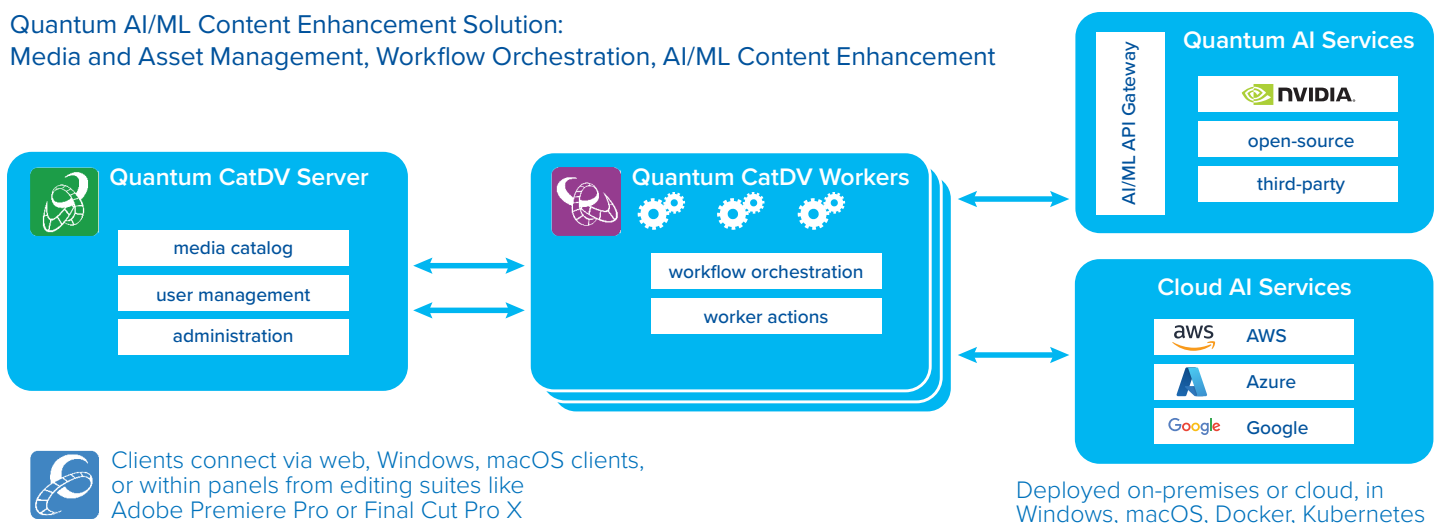 Quantum AI/ML Content Enhancement Solution:
Media and Asset Management, Workflow Orchestration, AI/ML Content Enhancement
Quantum CatDV Server
media catalog
user management
administration
Quantum CatDV Workers
workflow orchestration
worker actions
AI/ML API Gateway
Quantum AI Services
NVIDIA.
open-source
third-party
Cloud AI Services
aws AWS
Azure
Google Google
Clients connect via web, Windows, macOS clients,
or within panels from editing suites like
Adobe Premiere Pro or Final Cut Pro X
Deployed on-premises or cloud, in
Windows, macOS, Docker, Kubernetes